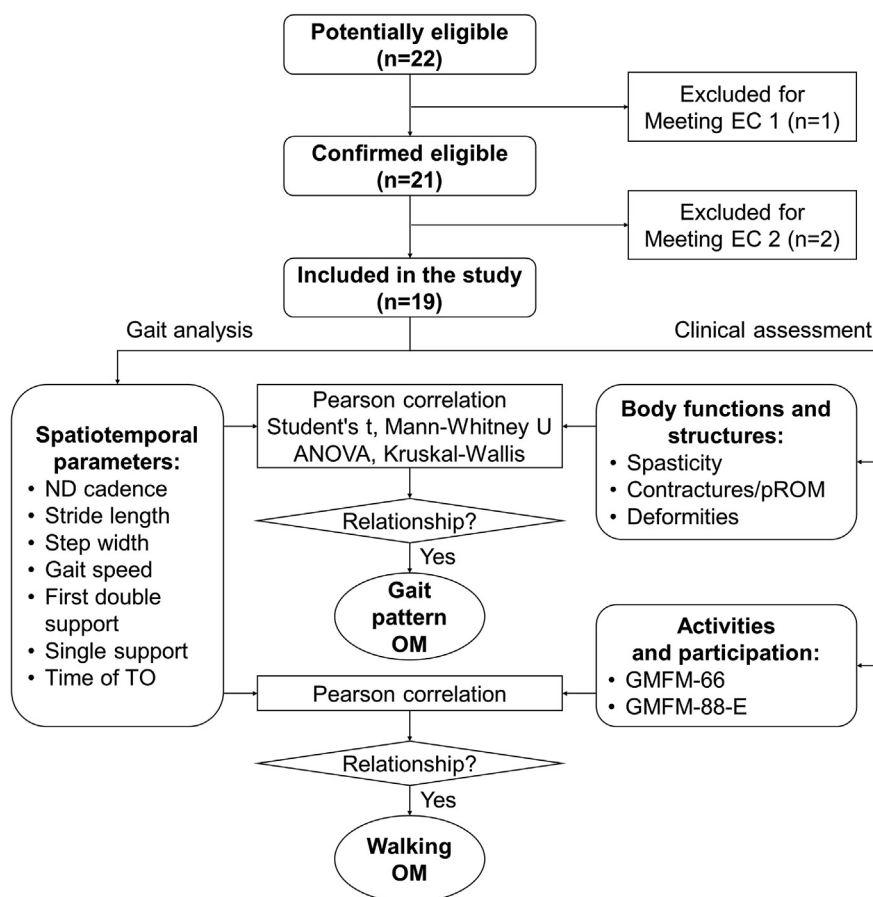 Potentially eligible
(n=22)
Excluded for
Meeting EC 1 (n=1)
Confirmed eligible
(n=21)
Excluded for
Meeting EC 2 (n=2)
Included in the study
(n=19)
Gait analysis
Clinical assessment
Spatiotemporal
parameters:
• ND cadence
• Stride length
• Step width
• Gait speed
• First double
support
• Single support
• Time of TO
Pearson correlation
Student's t, Mann-Whitney U
ANOVA, Kruskal-Wallis
Body functions and
structures:
• Spasticity
• Contractures/pROM
• Deformities
Relationship?
Yes
Gait
pattern
OM
Activities
and participation:
• GMFM-66
• GMFM-88-E
Pearson correlation
Relationship?
Yes
Walking
OM